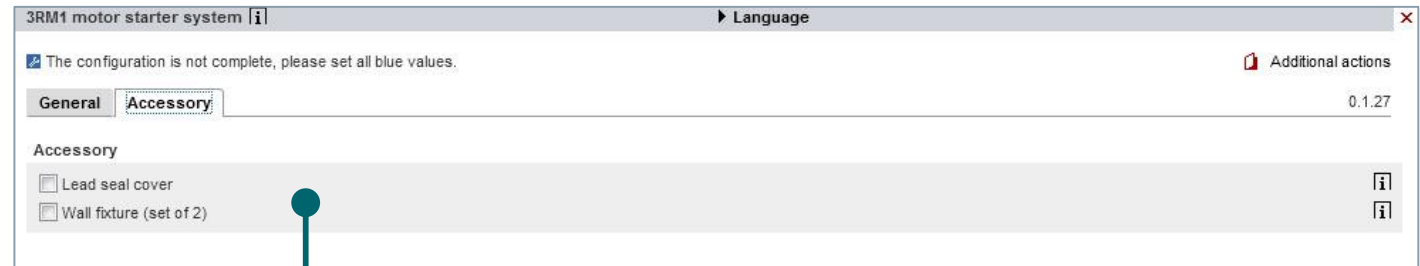 3RM1 motor starter system i Language ×
The configuration is not complete, please set all blue values. Additional actions
General Accessory 0.1.27
Accessory
Lead seal cover i
Wall fixture (set of 2) i